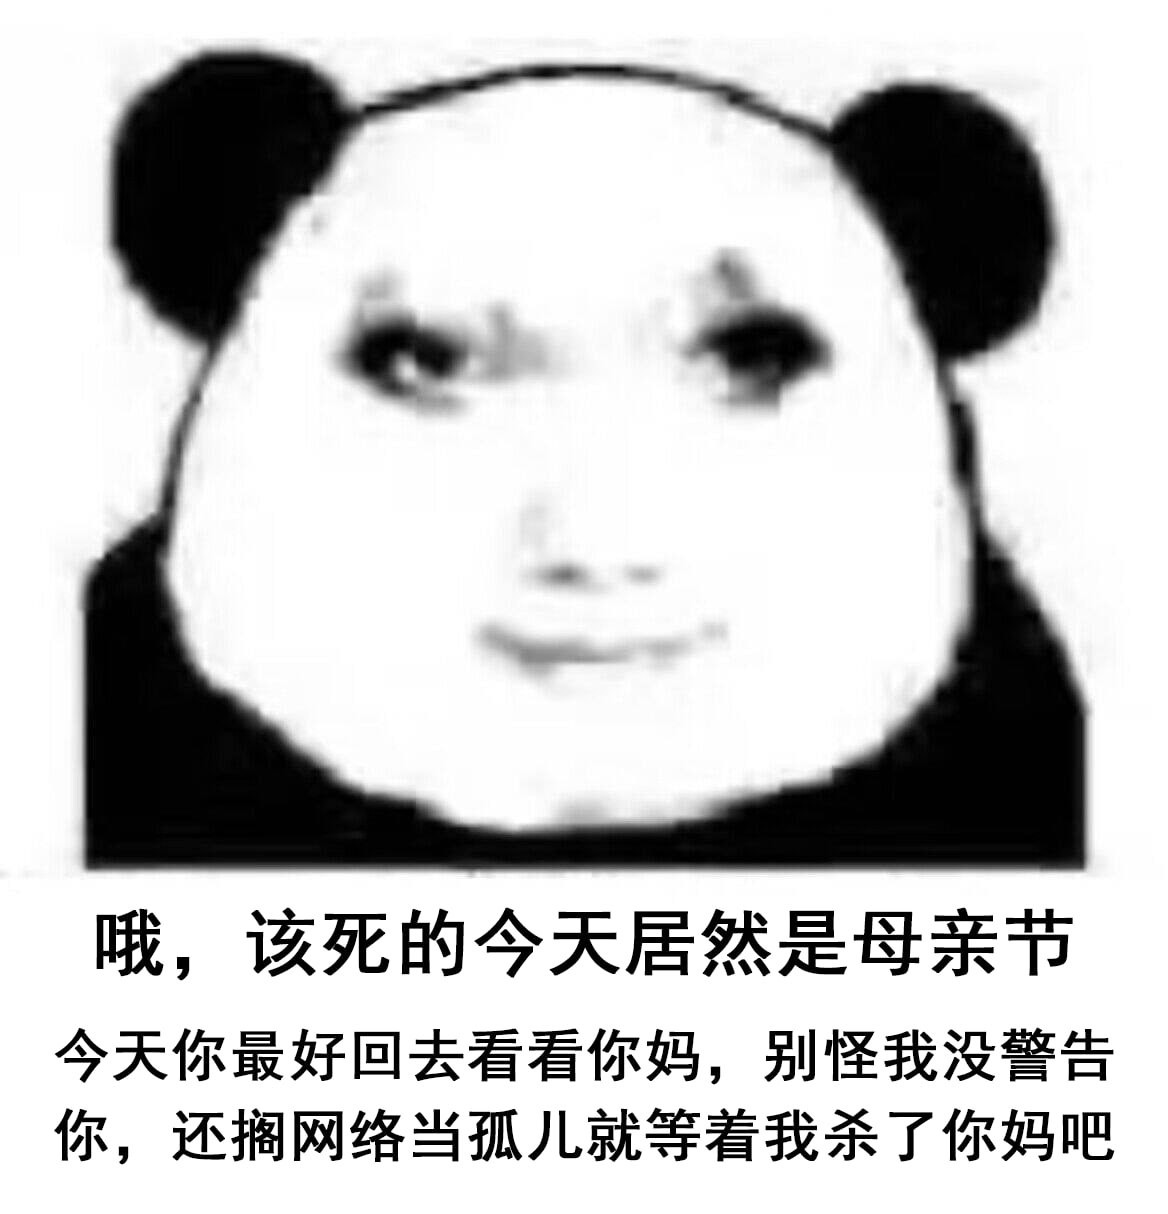 哦，该死的今天居然是母亲节
今天你最好回去看看你妈，别怪我没警告
你，还搁网络当孤儿就等着我杀了你妈吧